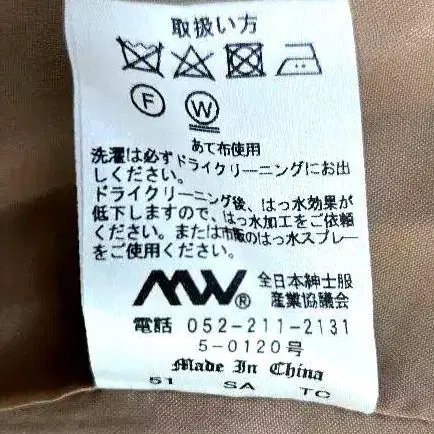 取扱い方
F
W
あて布使用
洗濯は必ずドライクリーニングにお出
しください。
ドライクリーニング後、はっ水効果が
低下しますので、はっ水加工をご依頼
ください。または市販のはっ水スプレー
をご使用ください。
MW® 全日本紳士服
産業協議会
電話 052-211-2131
5-0120号
Made In China
51 SA TC